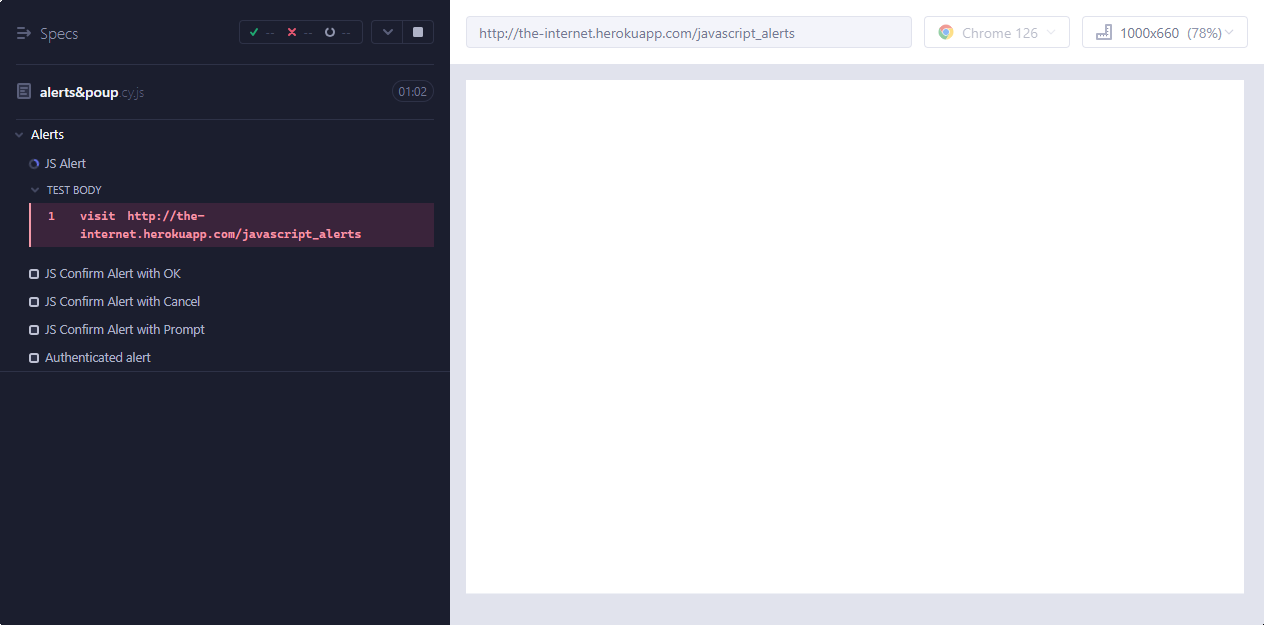 Specs
--
--
--
alerts&poup.cy.js
01:02
Alerts
JS Alert
TEST BODY
1 visit http://the-
internet.herokuapp.com/javascript_alerts
JS Confirm Alert with OK
JS Confirm Alert with Cancel
JS Confirm Alert with Prompt
Authenticated alert
http://the-internet.herokuapp.com/javascript_alerts
Chrome 126
1000x660 (78%)